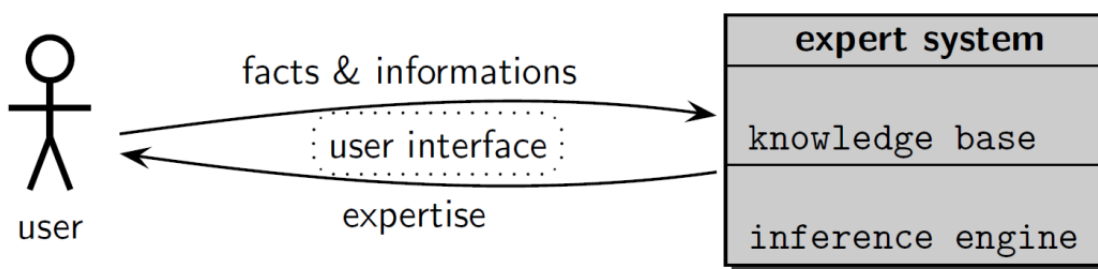 expert system
facts & informations
knowledge base
user interface
expertise
user
inference engine